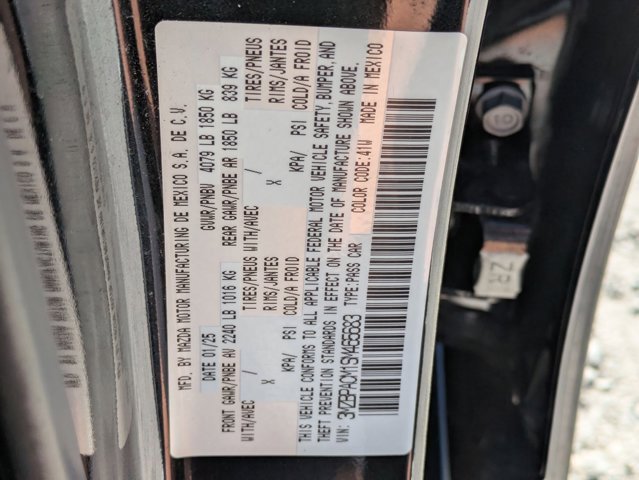 MFD. BY MAZDA MOTOR MANUFACTURING DE MEXICO S.A. DE C.V.
DATE 01/25 GVWR/PNBV 4079 LB 1850 KG
FRONT GAWR/PNBE AV 2240 LB 1016 KG REAR GAWR/PNBE AR 1850 LB 839 KG
WITH/AVEC / TIRES/PNEUS WITH/AVEC / TIRES/PNEUS
X RIMS/JANTES X RIMS/JANTES
KPA/ PSI COLD/A FROID KPA/ PSI COLD/A FROID
THIS VEHICLE CONFORMS TO ALL APPLICABLE FEDERAL MOTOR VEHICLE SAFETY, BUMPER, AND
THEFT PREVENTION STANDARDS IN EFFECT ON THE DATE OF MANUFACTURE SHOWN ABOVE.
VIN: TYPE:PASS CAR COLOR CODE:41W MADE IN MEXICO
ZR